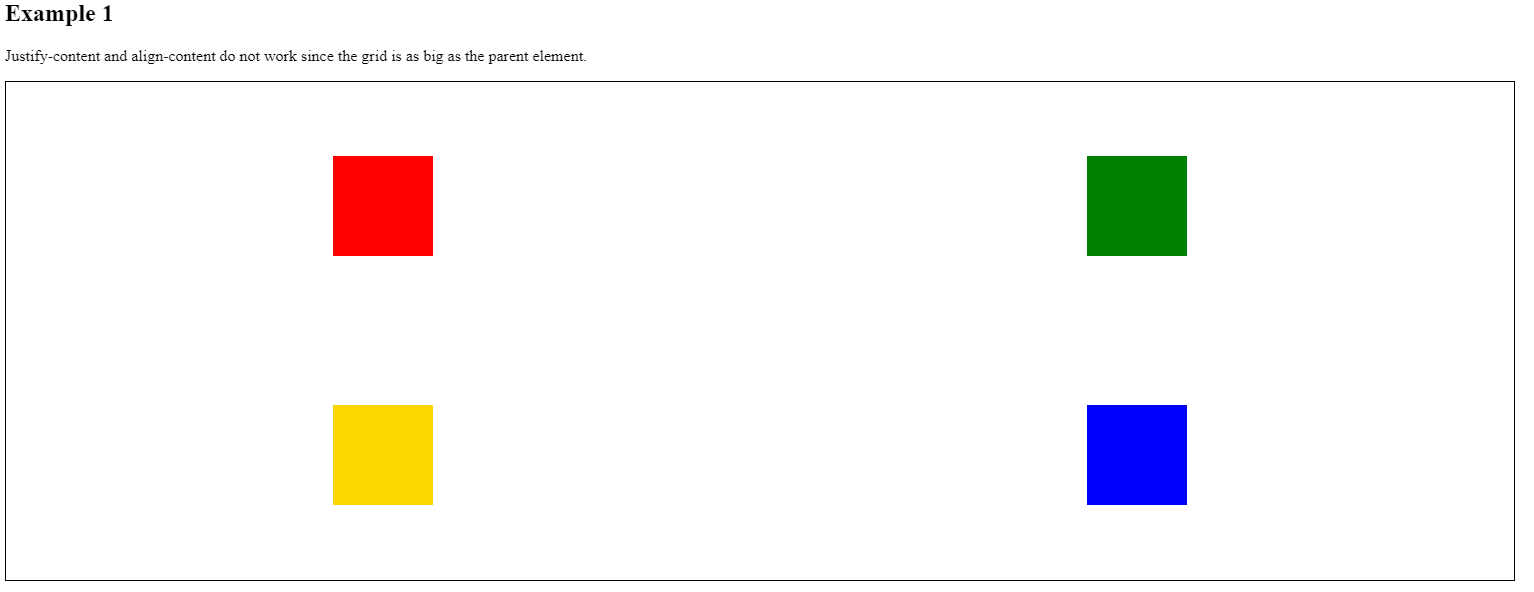 Example 1
Justify-content and align-content do not work since the grid is as big as the parent element.